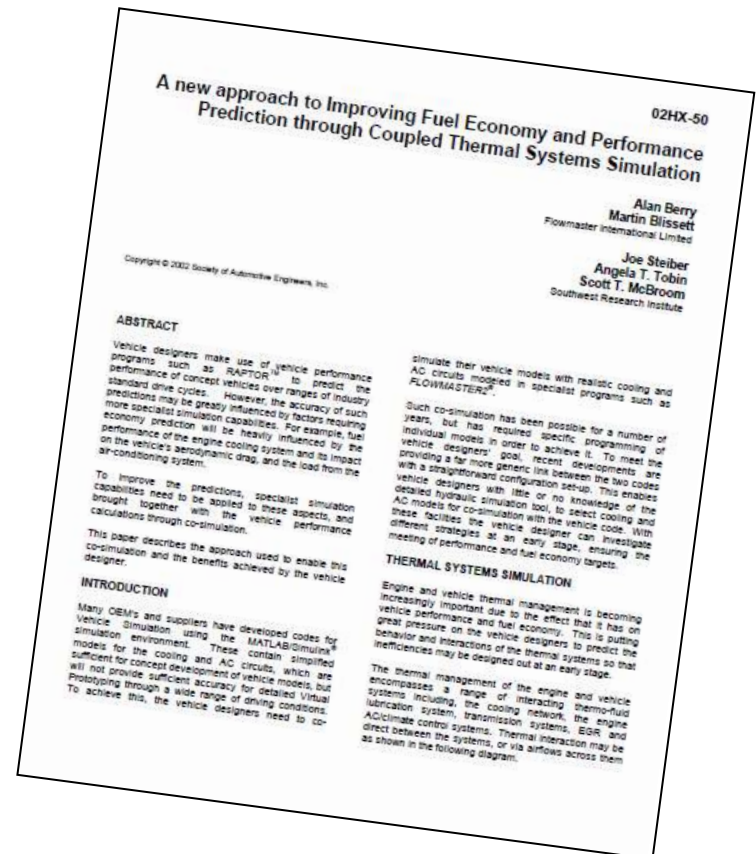 02HX-50
A new approach to Improving Fuel Economy and Performance
Prediction through Coupled Thermal Systems Simulation
Alan Berry
Martin Blissett
Flowmaster International Limited
Joe Steiber
Angela T. Tobin
Scott T. McBroom
Southwest Research Institute
Copyright © 2002 Society of Automotive Engineers, Inc.
ABSTRACT
Vehicle designers make use of vehicle performance
programs such as RAPTOR™ to predict the
performance of concept vehicles over ranges of industry
standard drive cycles. However, the accuracy of such
predictions may be greatly influenced by factors requiring
more specialist simulation capabilities. For example, fuel
economy prediction will be heavily influenced by the
performance of the engine cooling system and its impact
on the vehicle's aerodynamic drag, and the load from the
air-conditioning system.
To improve the predictions, specialist simulation
capabilities need to be applied to these aspects, and
brought together with the vehicle performance
calculations through co-simulation.
This paper describes the approach used to enable this
co-simulation and the benefits achieved by the vehicle
designer.
INTRODUCTION
Many OEM's and suppliers have developed codes for
Vehicle Simulation using the MATLAB/Simulink®
simulation environment. These contain simplified
models for the cooling and AC circuits, which are
sufficient for concept development of vehicle models, but
will not provide sufficient accuracy for detailed Virtual
Prototyping through a wide range of driving conditions.
To achieve this, the vehicle designers need to co-
simulate their vehicle models with realistic cooling and
AC circuits modeled in specialist programs such as
FLOWMASTER2®.
Such co-simulation has been possible for a number of
years, but has required specific programming of
individual models in order to achieve it. To meet the
vehicle designers' goal, recent developments are
providing a far more generic link between the two codes
with a straightforward configuration set-up. This enables
vehicle designers with little or no knowledge of the
detailed hydraulic simulation tool, to select cooling and
AC models for co-simulation with the vehicle code. With
these facilities the vehicle designer can investigate
different strategies at an early stage, ensuring the
meeting of performance and fuel economy targets.
THERMAL SYSTEMS SIMULATION
Engine and vehicle thermal management is becoming
increasingly important due to the effect that it has on
vehicle performance and fuel economy. This is putting
great pressure on the vehicle designers to predict the
behavior and interactions of the thermal systems so that
inefficiencies may be designed out at an early stage.
The thermal management of the engine and vehicle
encompasses a range of interacting thermo-fluid
systems including, the cooling network, the engine
lubrication system, transmission systems, EGR and
AC/climate control systems. Thermal interaction may be
direct between the systems, or via airflows across them
as shown in the following diagram.